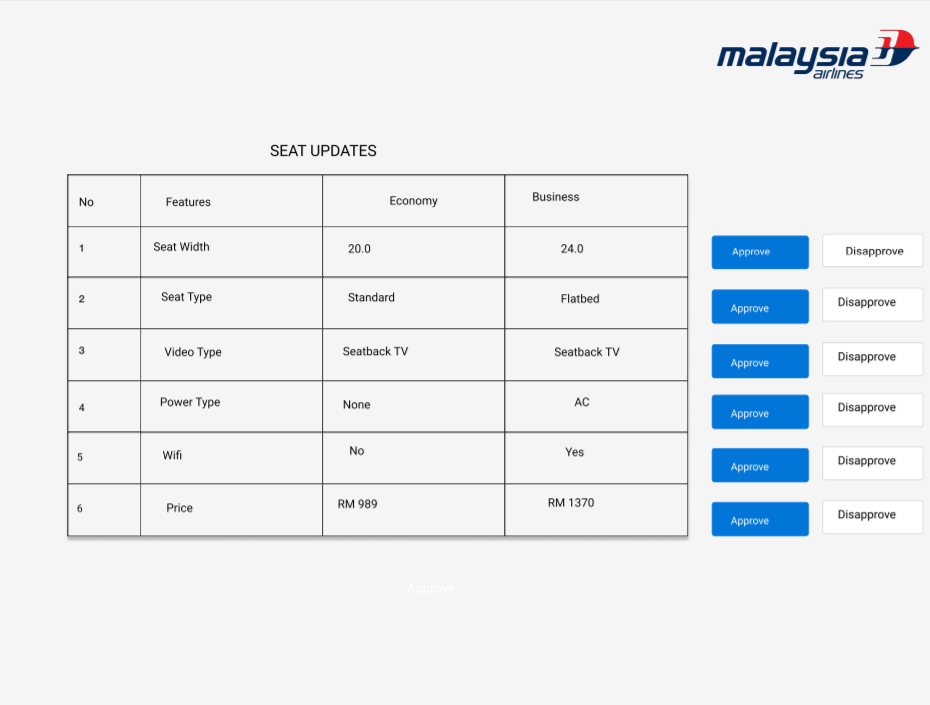 malaysia
airlines
SEAT UPDATES
No Features Economy Business
1 Seat Width 20.0 24.0 Approve Disapprove
2 Seat Type Standard Flatbed Approve Disapprove
3 Video Type Seatback TV Seatback TV Approve Disapprove
4 Power Type None AC Approve Disapprove
5 Wifi No Yes Approve Disapprove
6 Price RM 989 RM 1370 Approve Disapprove
Approve